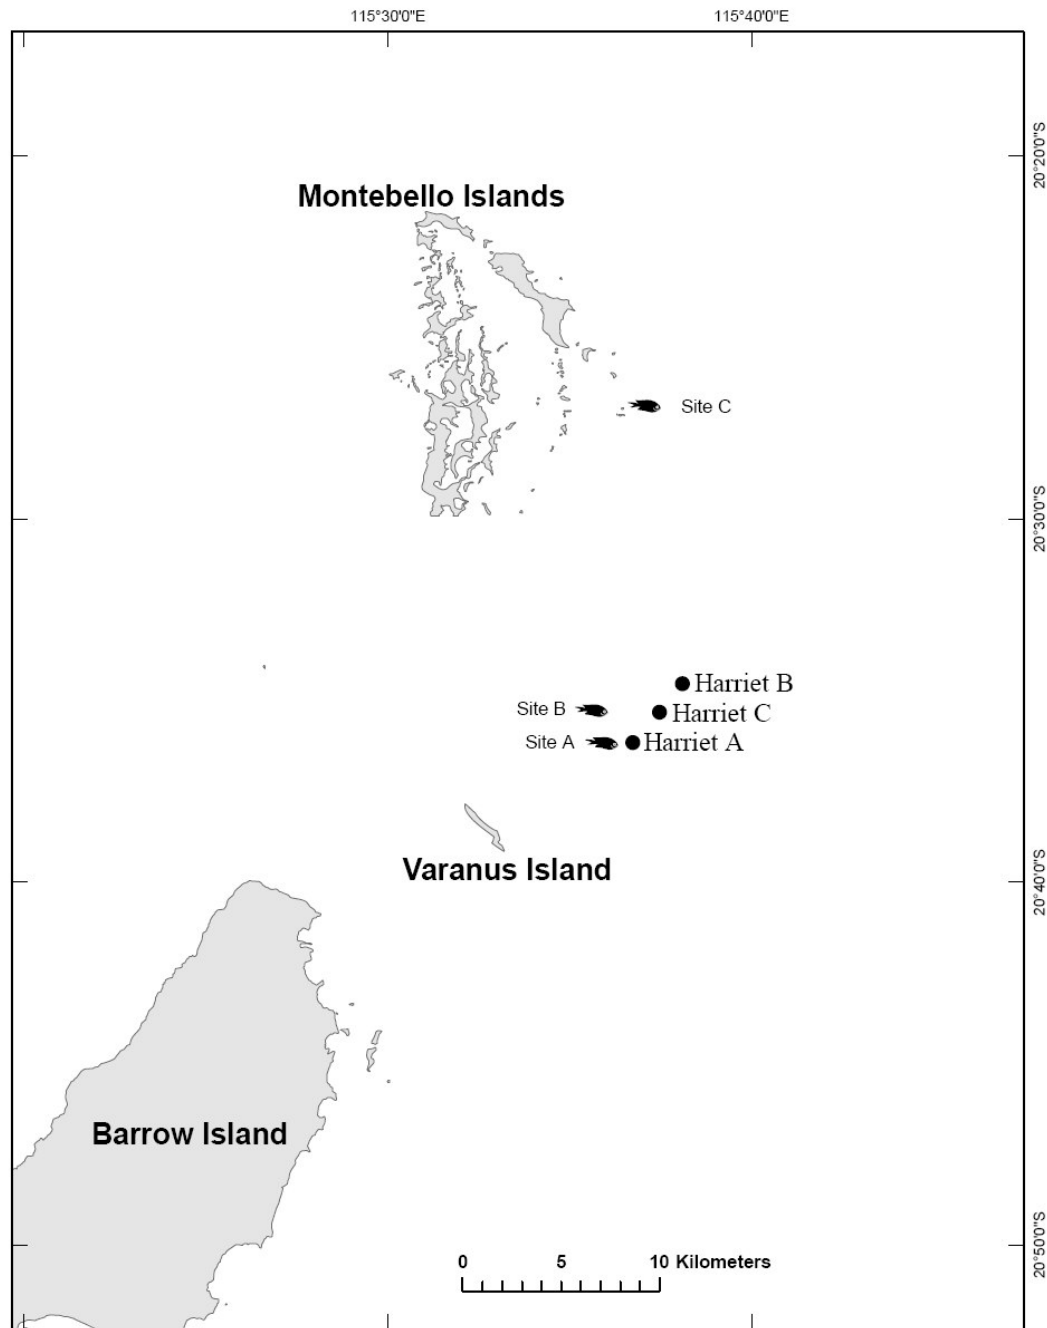 115°30'0"E
115°40'0"E
20°20'0"S
Montebello Islands
Site C
20°30'0"S
Harriet B
Site B
Harriet C
Site A
Harriet A
Varanus Island
20°40'0"S
Barrow Island
20°50'0"S
0 5 10 Kilometers